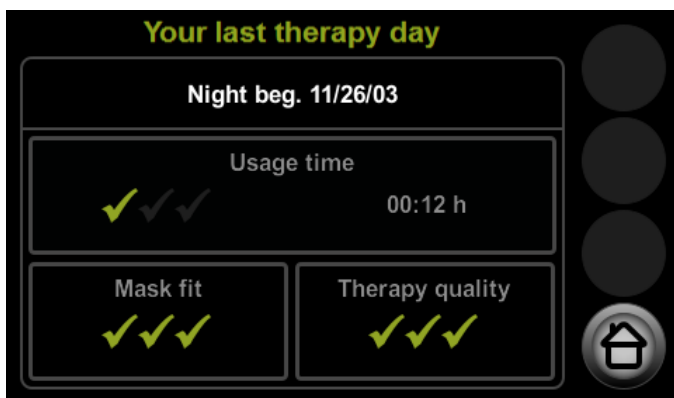 Your last therapy day
Night beg. 11/26/03
Usage time
00:12 h
Mask fit
Therapy quality